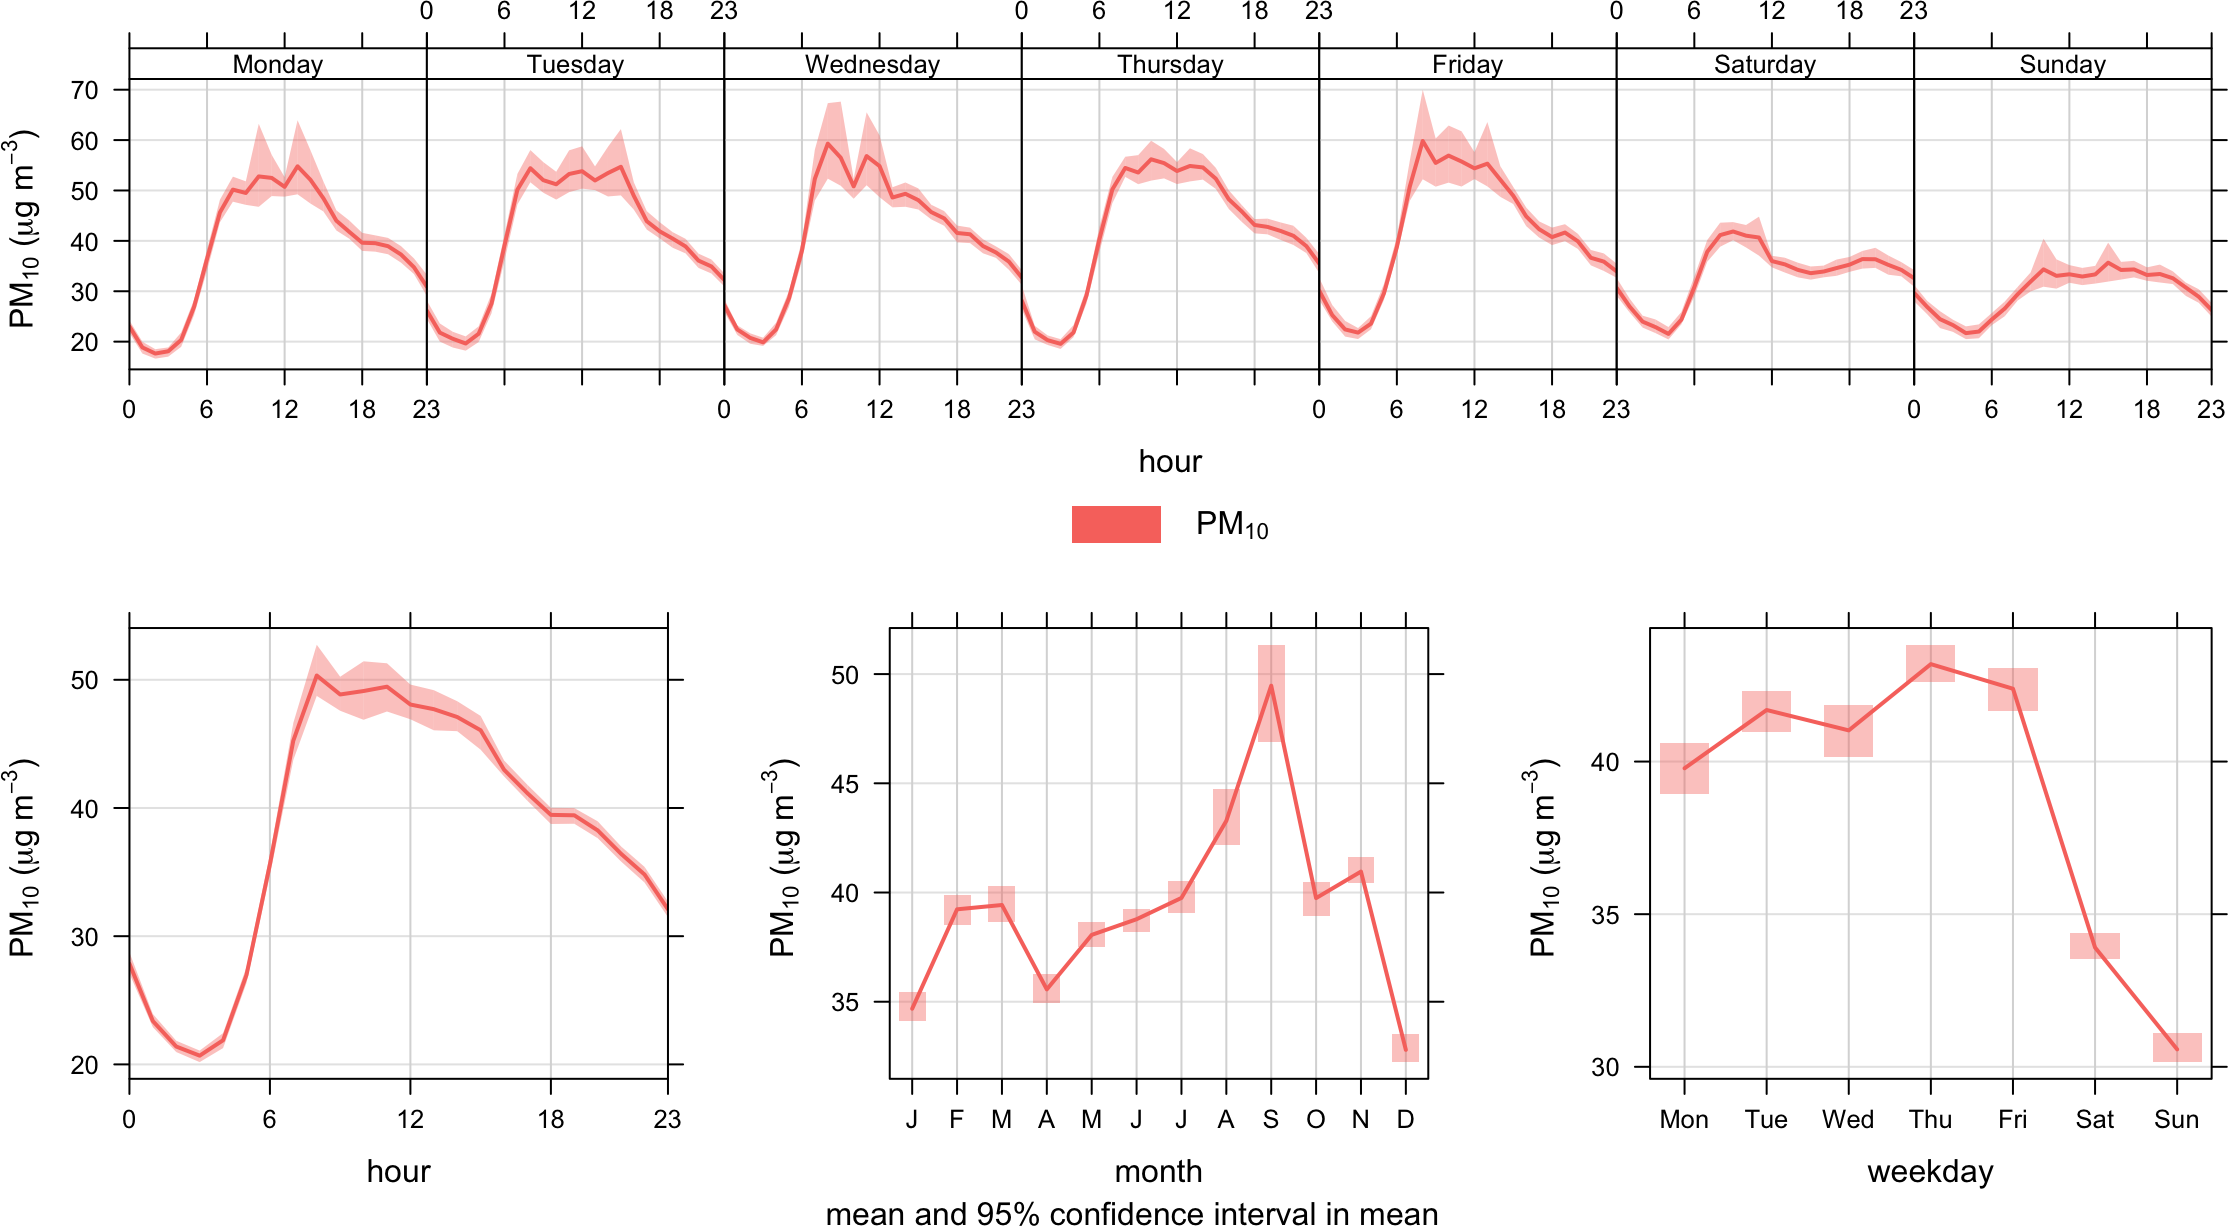 0 6 12 18 23 0 6 12 18 23 0 6 12 18 23
Monday Tuesday Wednesday Thursday Friday Saturday Sunday
PM₁₀ (μg m⁻³)
70
60
50
40
30
20
0 6 12 18 23 0 6 12 18 23 0 6 12 18 23 0 6 12 18 23
hour
PM₁₀
PM₁₀ (μg m⁻³)
50
40
30
20
0 6 12 18 23
hour
PM₁₀ (μg m⁻³)
50
45
40
35
J F M A M J J A S O N D
month
PM₁₀ (μg m⁻³)
40
35
30
Mon Tue Wed Thu Fri Sat Sun
weekday
mean and 95% confidence interval in mean